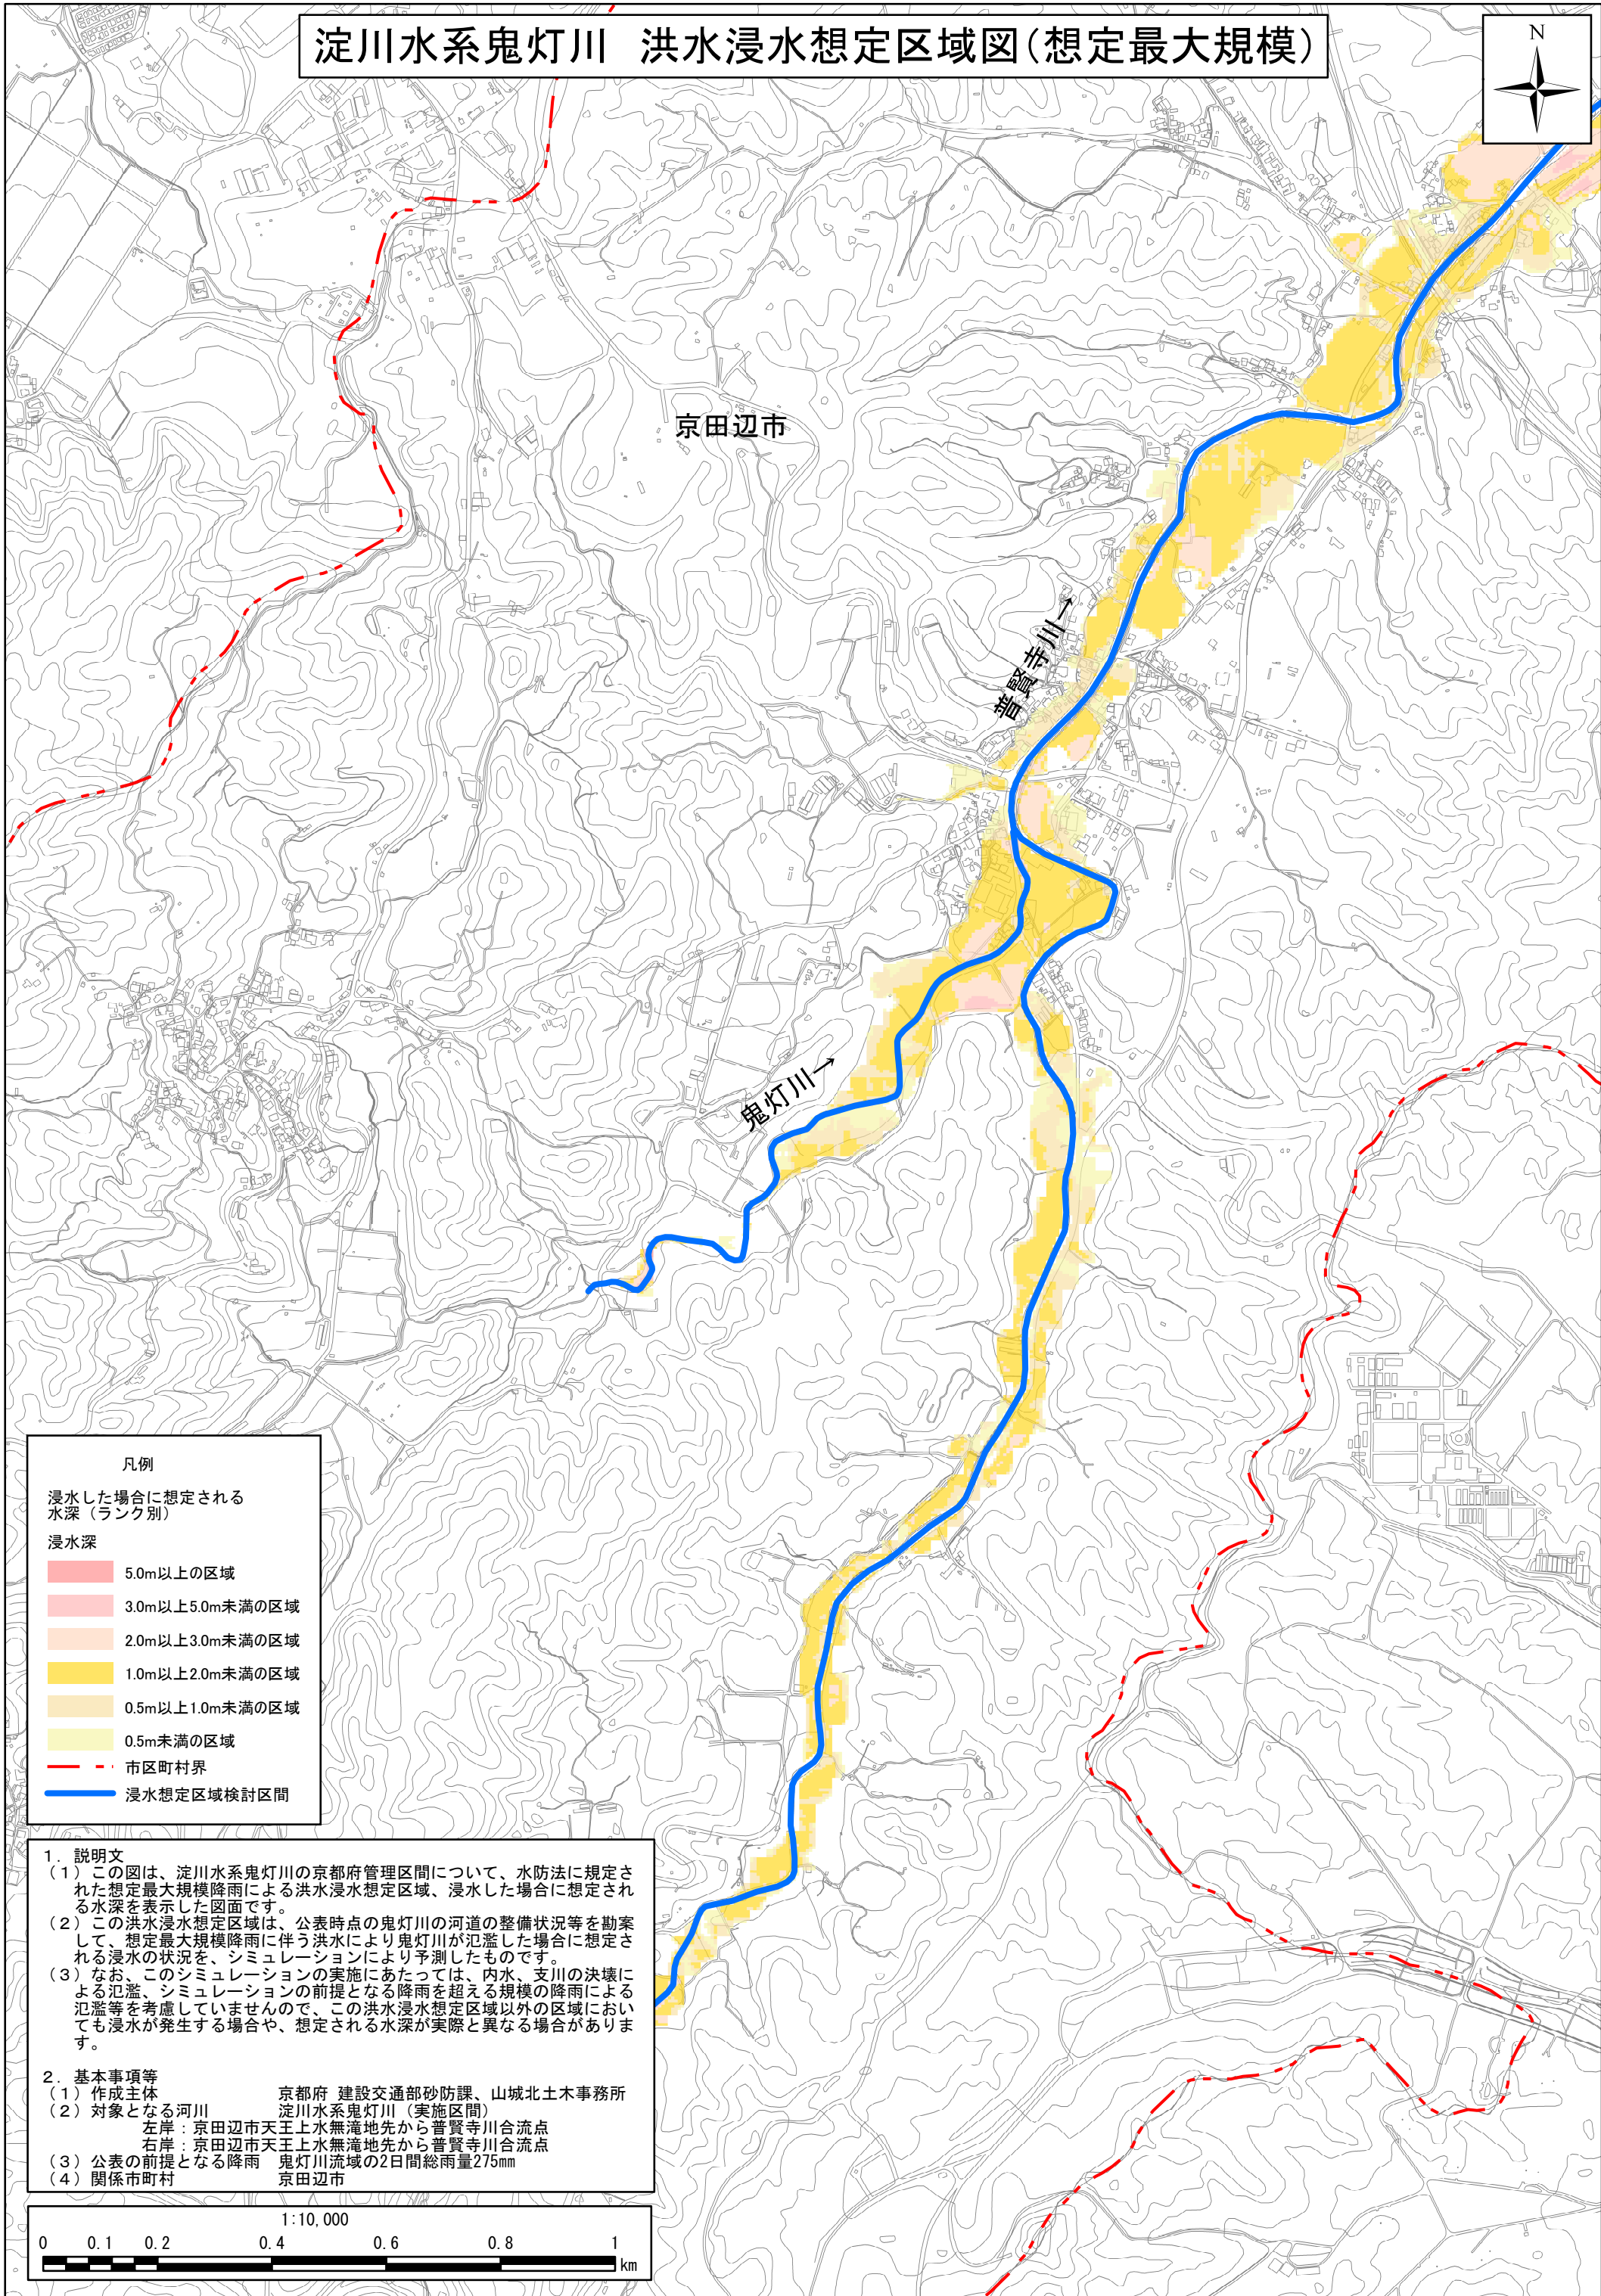 淀川水系鬼灯川 洪水浸水想定区域図(想定最大規模)
N
京田辺市
普賢寺川→
鬼灯川→
凡例
浸水した場合に想定される
水深（ランク別）
浸水深
5.0m以上の区域
3.0m以上5.0m未満の区域
2.0m以上3.0m未満の区域
1.0m以上2.0m未満の区域
0.5m以上1.0m未満の区域
0.5m未満の区域
市区町村界
浸水想定区域検討区間
1．説明文
（1）この図は、淀川水系鬼灯川の京都府管理区間について、水防法に規定さ
れた想定最大規模降雨による洪水浸水想定区域、浸水した場合に想定され
る水深を表示した図面です。
（2）この洪水浸水想定区域は、公表時点の鬼灯川の河道の整備状況等を勘案
して、想定最大規模降雨に伴う洪水により鬼灯川が氾濫した場合に想定さ
れる浸水の状況を、シミュレーションにより予測したものです。
（3）なお、このシミュレーションの実施にあたっては、内水、支川の決壊に
よる氾濫、シミュレーションの前提となる降雨を超える規模の降雨による
氾濫等を考慮していませんので、この洪水浸水想定区域以外の区域におい
ても浸水が発生する場合や、想定される水深が実際と異なる場合がありま
す。
2．基本事項等
（1）作成主体 京都府 建設交通部砂防課、山城北土木事務所
（2）対象となる河川 淀川水系鬼灯川（実施区間）
左岸：京田辺市天王上水無滝地先から普賢寺川合流点
右岸：京田辺市天王上水無滝地先から普賢寺川合流点
（3）公表の前提となる降雨 鬼灯川流域の2日間総雨量275mm
（4）関係市町村 京田辺市
1:10,000
0 0.1 0.2 0.4 0.6 0.8 1
km